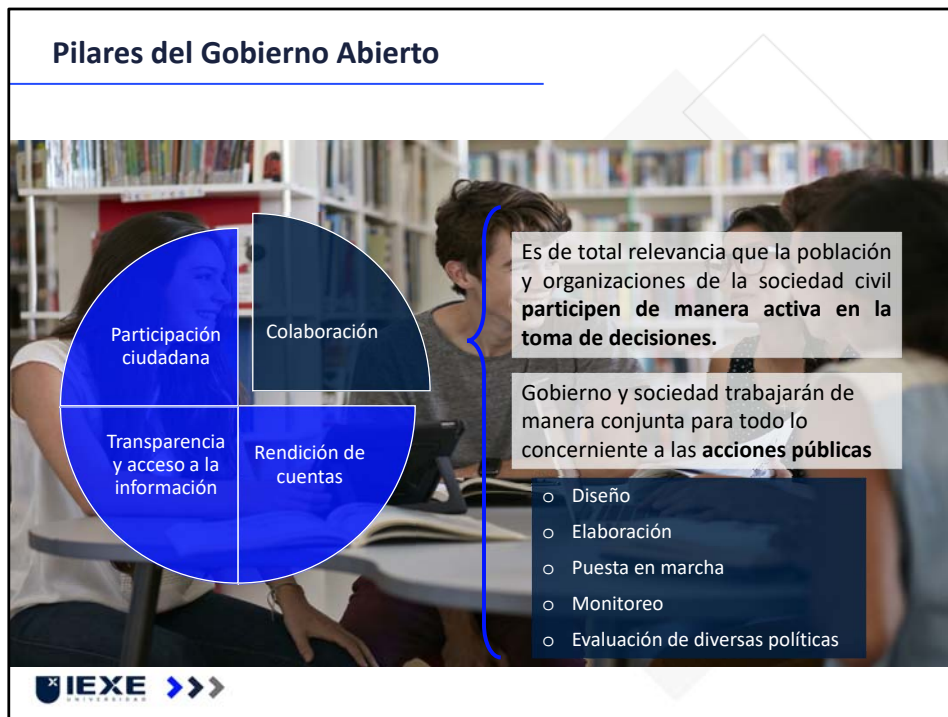 Pilares del Gobierno Abierto
Participación
ciudadana
Colaboración
Transparencia
y acceso a la
información
Rendición de
cuentas
Es de total relevancia que la población
y organizaciones de la sociedad civil
participen de manera activa en la
toma de decisiones.
Gobierno y sociedad trabajarán de
manera conjunta para todo lo
concerniente a las acciones públicas
o Diseño
o Elaboración
o Puesta en marcha
o Monitoreo
o Evaluación de diversas políticas
IEXE
UNIVERSIDAD